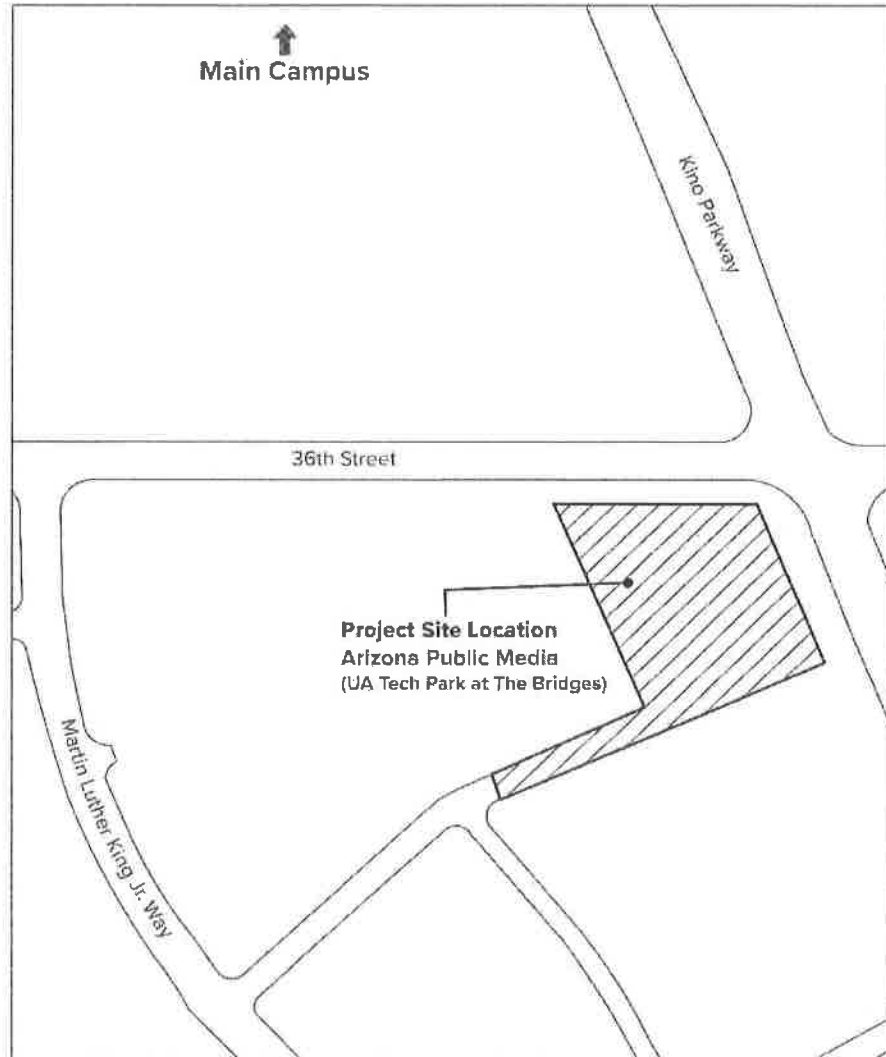 Main Campus
Kino Parkway
36th Street
Project Site Location
Arizona Public Media
(UA Tech Park at The Bridges)
Martin Luther King Jr. Way